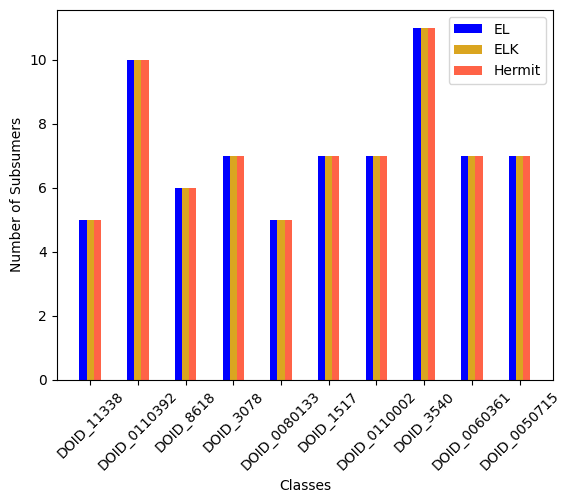 EL
ELK
Hermit
Number of Subsumers
10
8
6
4
2
0
DOID_11338
DOID_0110392
DOID_8618
DOID_3078
DOID_0080133
DOID_1517
DOID_0110002
DOID_3540
DOID_0060361
DOID_0050715
Classes